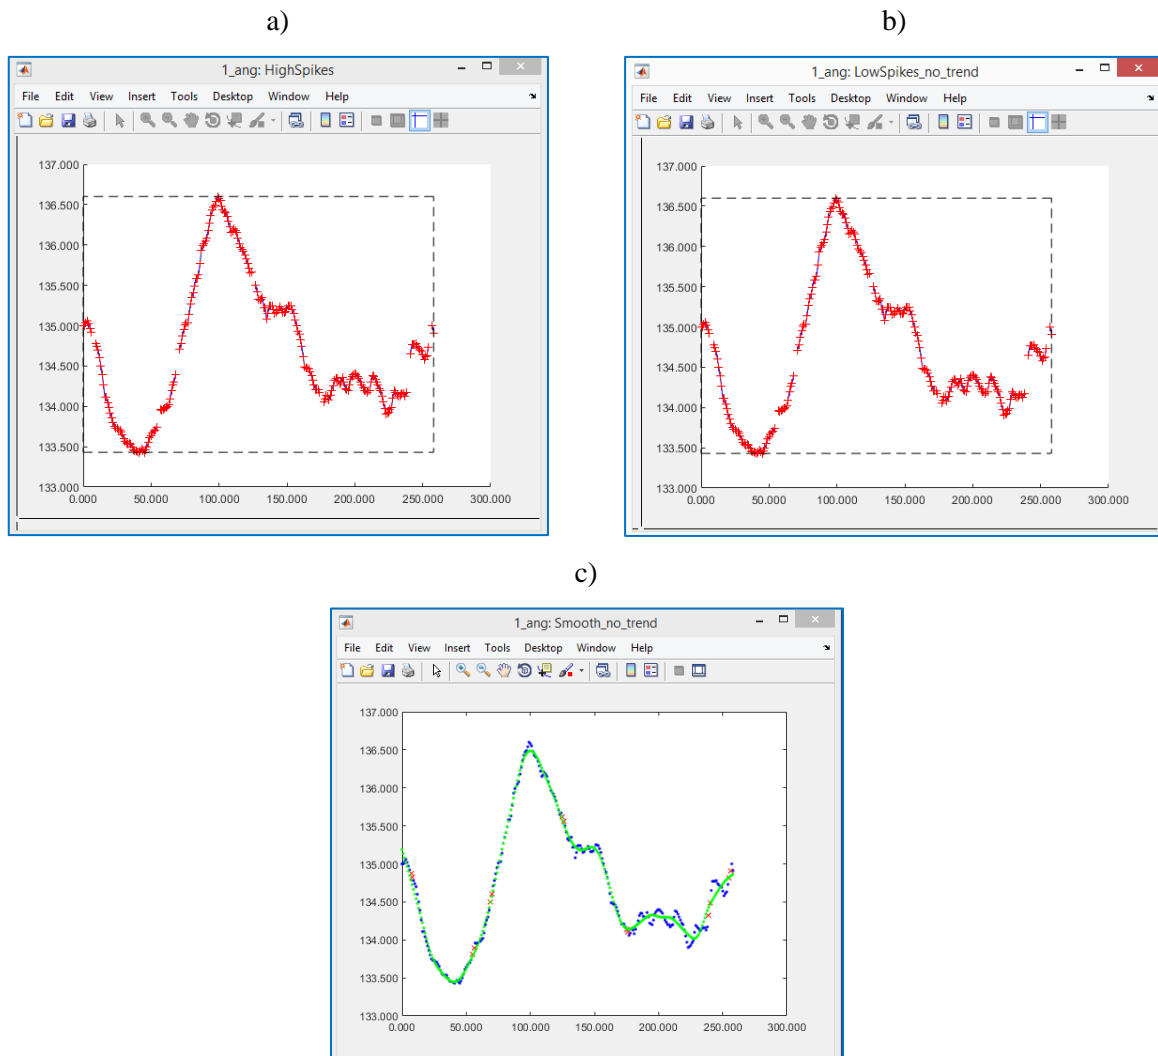 a)
b)
1_ang: HighSpikes
File Edit View Insert Tools Desktop Window Help
137.000
136.500
136.000
135.500
135.000
134.500
134.000
133.500
133.000
0.000 50.000 100.000 150.000 200.000 250.000 300.000
1_ang: LowSpikes_no_trend
File Edit View Insert Tools Desktop Window Help
137.000
136.500
136.000
135.500
135.000
134.500
134.000
133.500
133.000
0.000 50.000 100.000 150.000 200.000 250.000 300.000
c)
1_ang: Smooth_no_trend
File Edit View Insert Tools Desktop Window Help
137.000
136.500
136.000
135.500
135.000
134.500
134.000
133.500
133.000
0.000 50.000 100.000 150.000 200.000 250.000 300.000